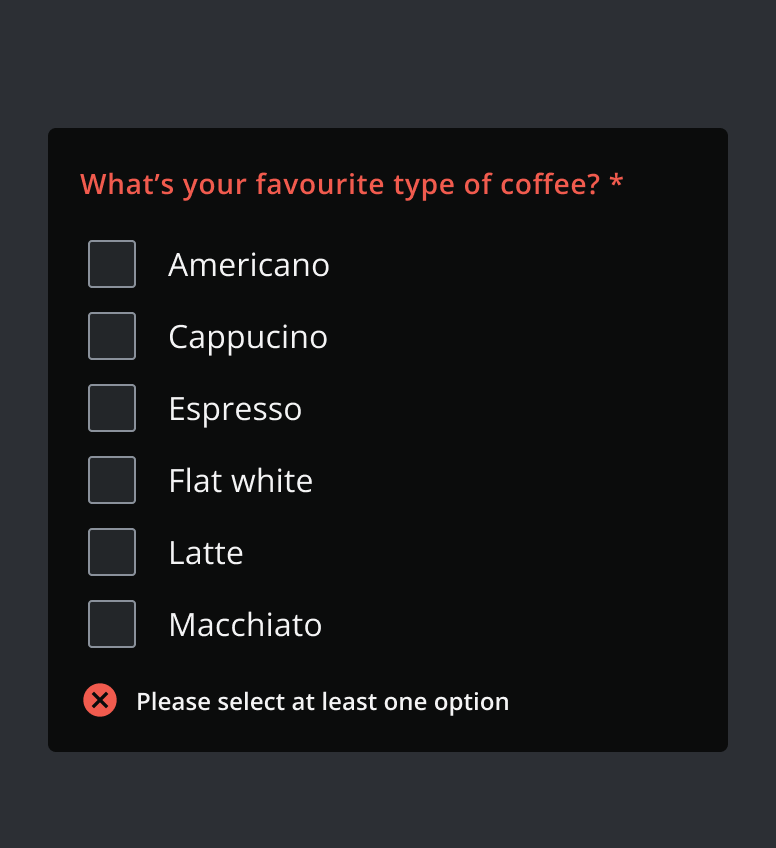 What’s your favourite type of coffee? *
Americano
Cappucino
Espresso
Flat white
Latte
Macchiato
Please select at least one option